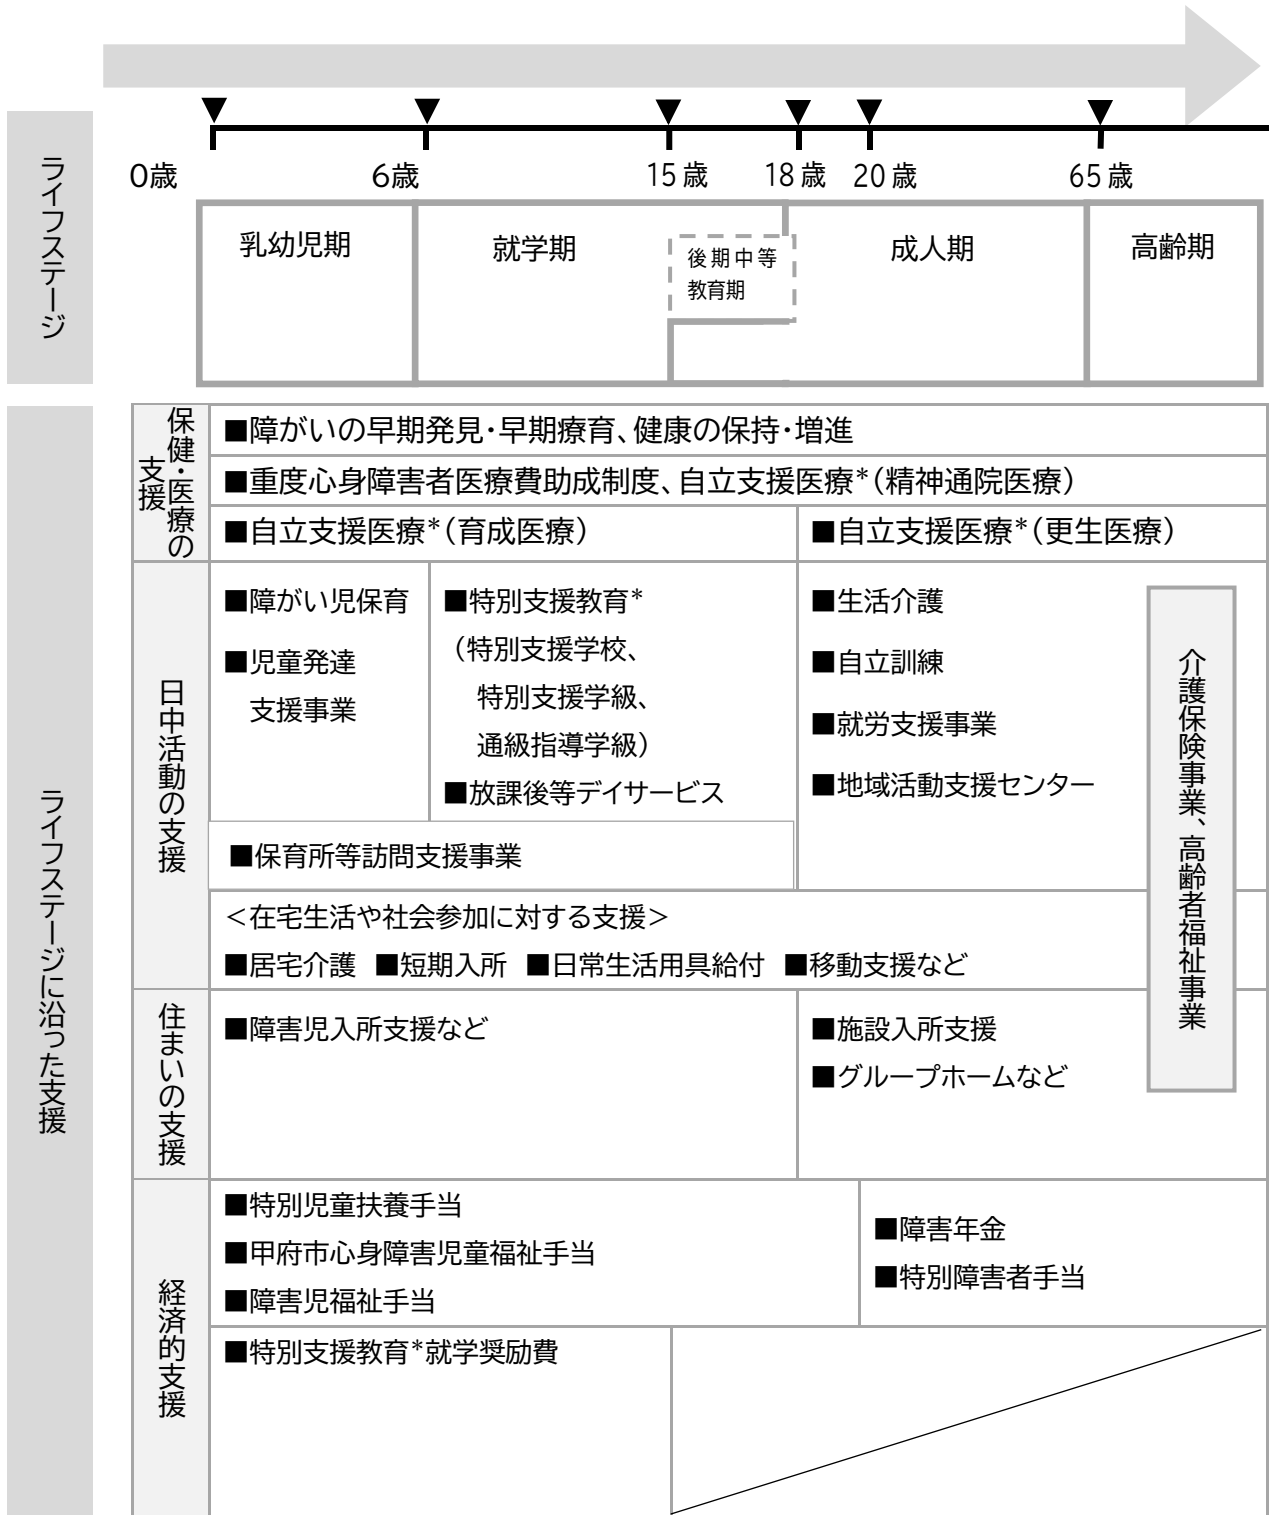 ライフステージ
0歳
6歳
15歳
18歳
20歳
65歳
乳幼児期
就学期
後期中等
教育期
成人期
高齢期
ライフステージに沿った支援
保健・医療の
支援
■障がいの早期発見・早期療育、健康の保持・増進
■重度心身障害者医療費助成制度、自立支援医療*(精神通院医療)
■自立支援医療*(育成医療)
■自立支援医療*(更生医療)
日中活動の支援
■障がい児保育
■児童発達
支援事業
■特別支援教育*
(特別支援学校、
特別支援学級、
通級指導学級)
■放課後等デイサービス
■保育所等訪問支援事業
■生活介護
■自立訓練
■就労支援事業
■地域活動支援センター
介護保険事業、高齢者福祉事業
<在宅生活や社会参加に対する支援>
■居宅介護 ■短期入所 ■日常生活用具給付 ■移動支援など
住まいの支援
■障害児入所支援など
■施設入所支援
■グループホームなど
経済的支援
■特別児童扶養手当
■甲府市心身障害児童福祉手当
■障害児福祉手当
■障害年金
■特別障害者手当
■特別支援教育*就学奨励費